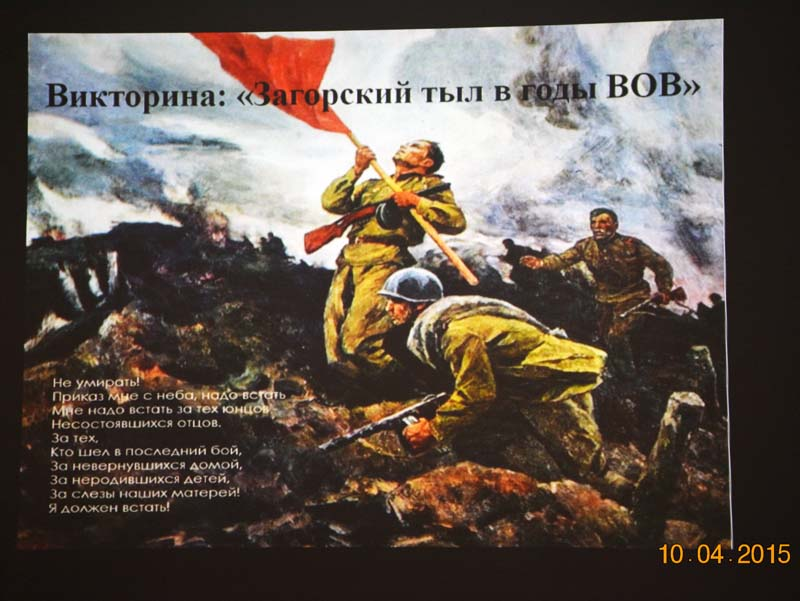 Викторина: «Загорский тыл в годы ВОВ»
Не умирать!
Приказ мне с неба, надо встать
Мне надо встать за тех юнцов,
Несостоявшихся отцов.
За тех,
Кто шел в последний бой,
За невернувшихся домой,
За неродившихся детей,
За слезы наших матерей!
Я должен встать!
10.04.2015